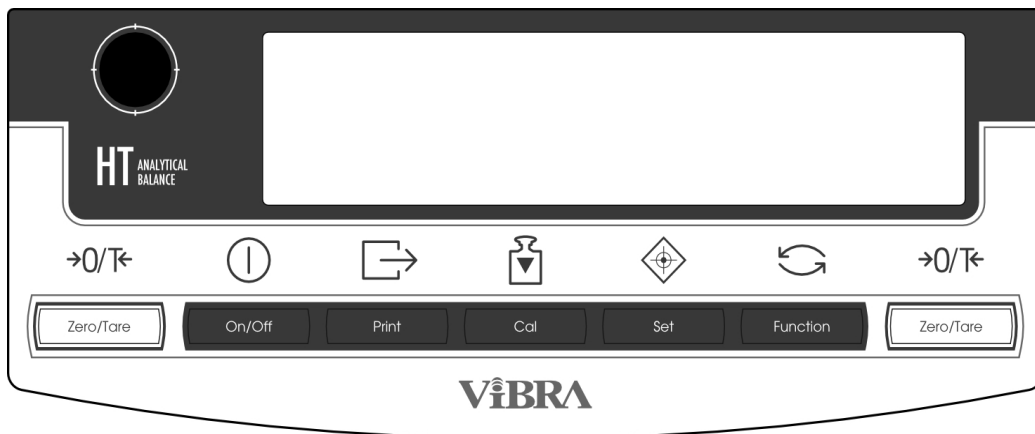 HT ANALYTICAL
BALANCE
→0/T← →0/T←
Zero/Tare On/Off Print Cal Set Function Zero/Tare
ViBRA